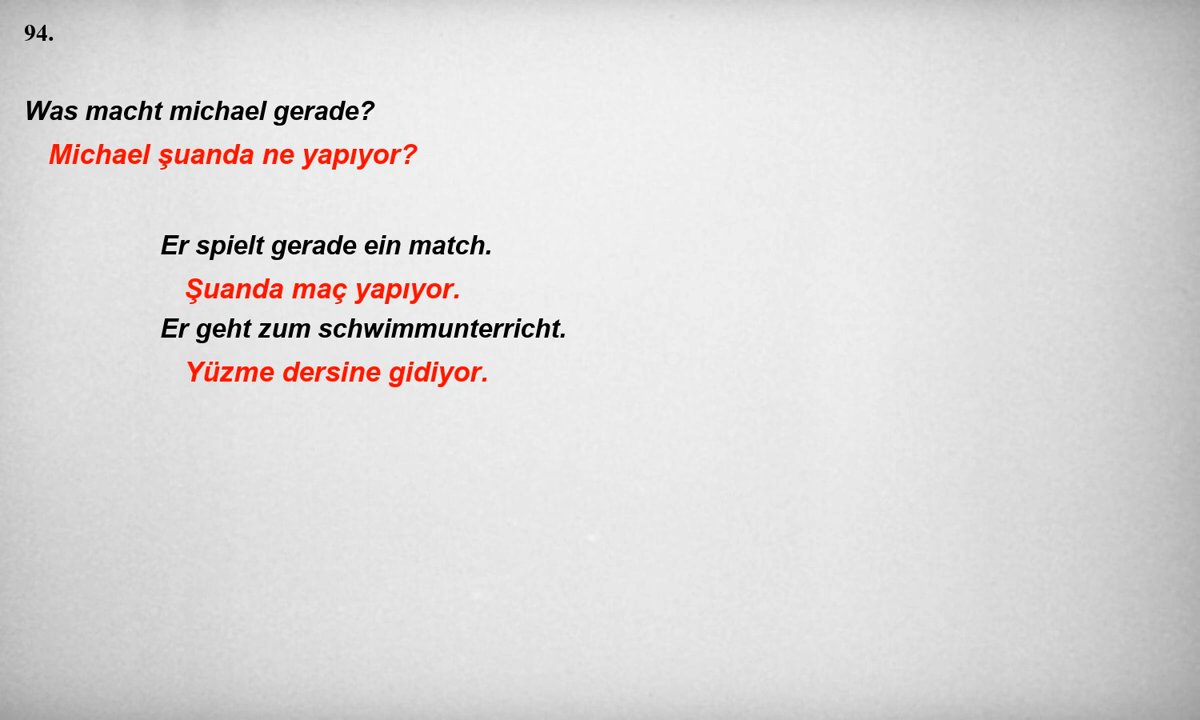 94.
Was macht michael gerade?
Michael şuanda ne yapıyor?
Er spielt gerade ein match.
Şuanda maç yapıyor.
Er geht zum schwimmunterricht.
Yüzme dersine gidiyor.